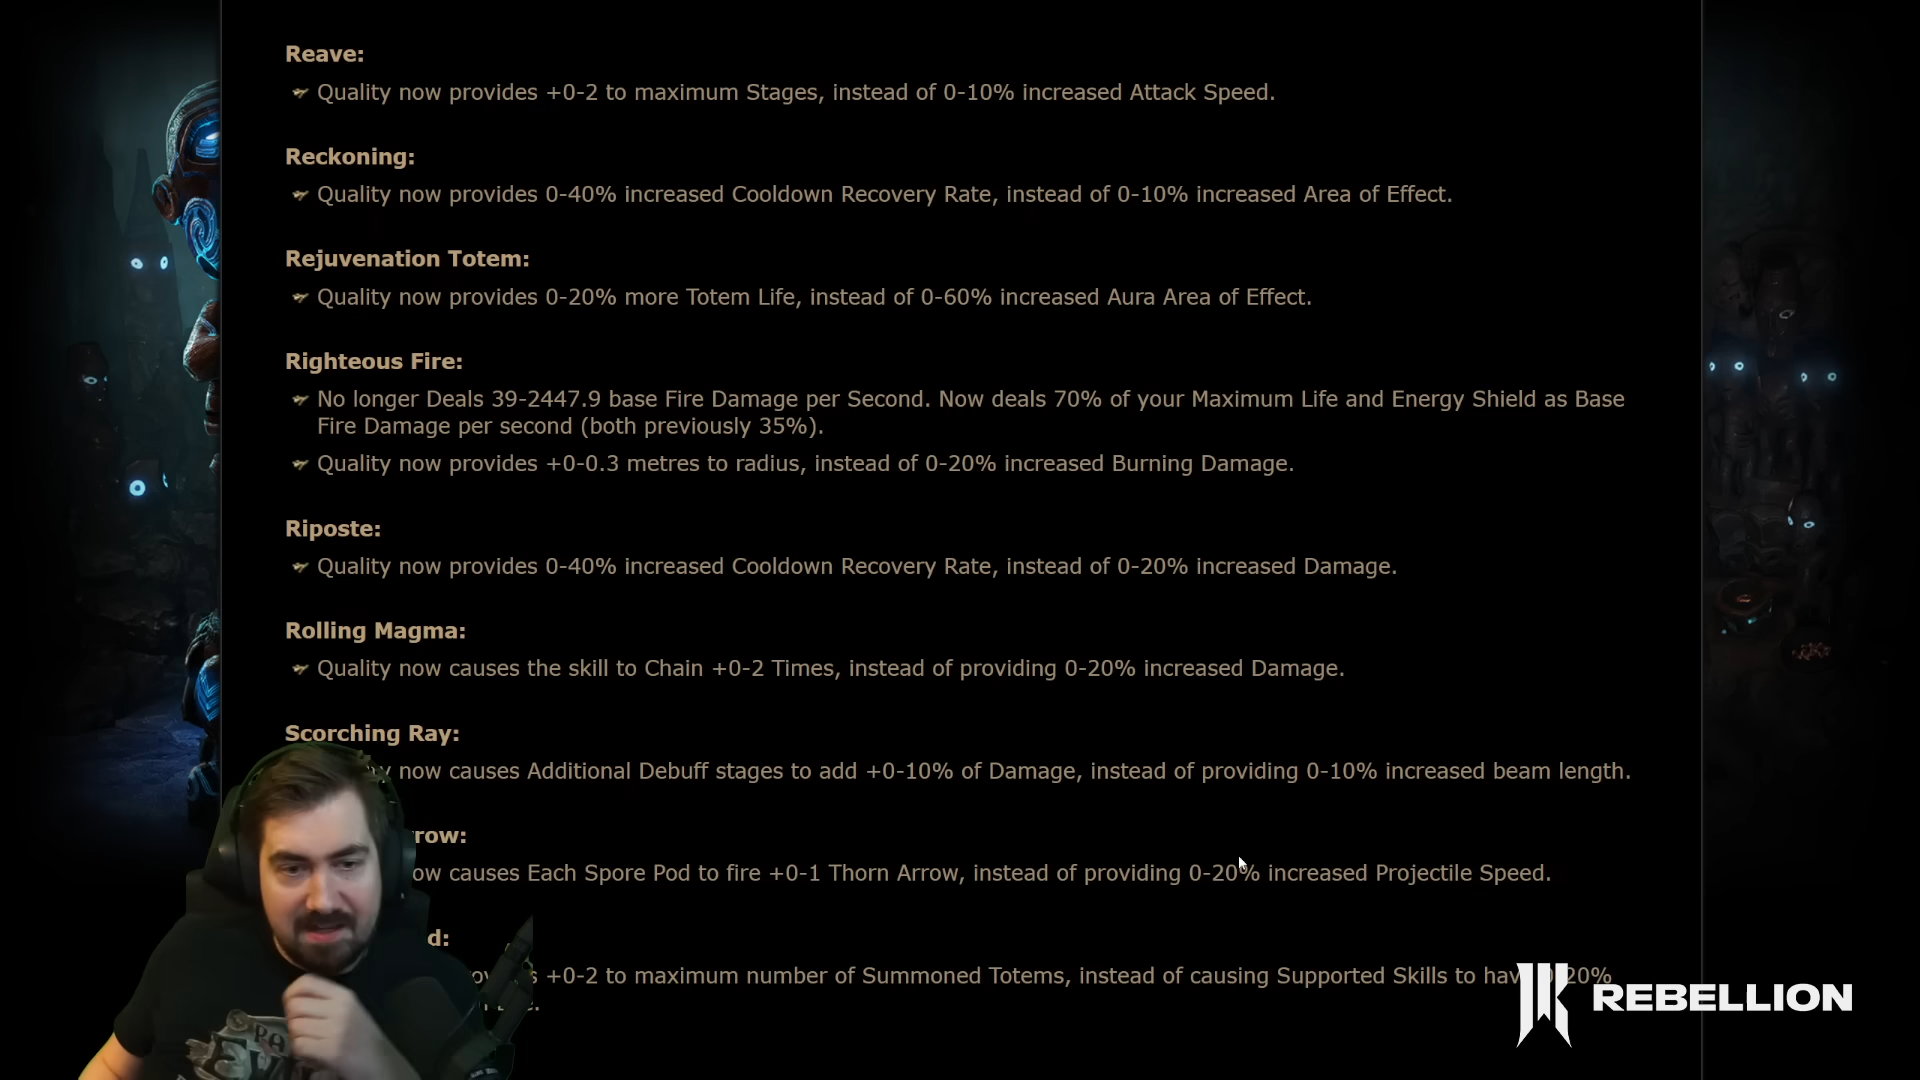 Reave:
Quality now provides +0-2 to maximum Stages, instead of 0-10% increased Attack Speed.
Reckoning:
Quality now provides 0-40% increased Cooldown Recovery Rate, instead of 0-10% increased Area of Effect.
Rejuvenation Totem:
Quality now provides 0-20% more Totem Life, instead of 0-60% increased Aura Area of Effect.
Righteous Fire:
No longer Deals 39-2447.9 base Fire Damage per Second. Now deals 70% of your Maximum Life and Energy Shield as Base
Fire Damage per second (both previously 35%).
Quality now provides +0-0.3 metres to radius, instead of 0-20% increased Burning Damage.
Riposte:
Quality now provides 0-40% increased Cooldown Recovery Rate, instead of 0-20% increased Damage.
Rolling Magma:
Quality now causes the skill to Chain +0-2 Times, instead of providing 0-20% increased Damage.
Scorching Ray:
now causes Additional Debuff stages to add +0-10% of Damage, instead of providing 0-10% increased beam length.
rrow:
ow causes Each Spore Pod to fire +0-1 Thorn Arrow, instead of providing 0-20% increased Projectile Speed.
d:
+0-2 to maximum number of Summoned Totems, instead of causing Supported Skills to hav 20%
REBELLION